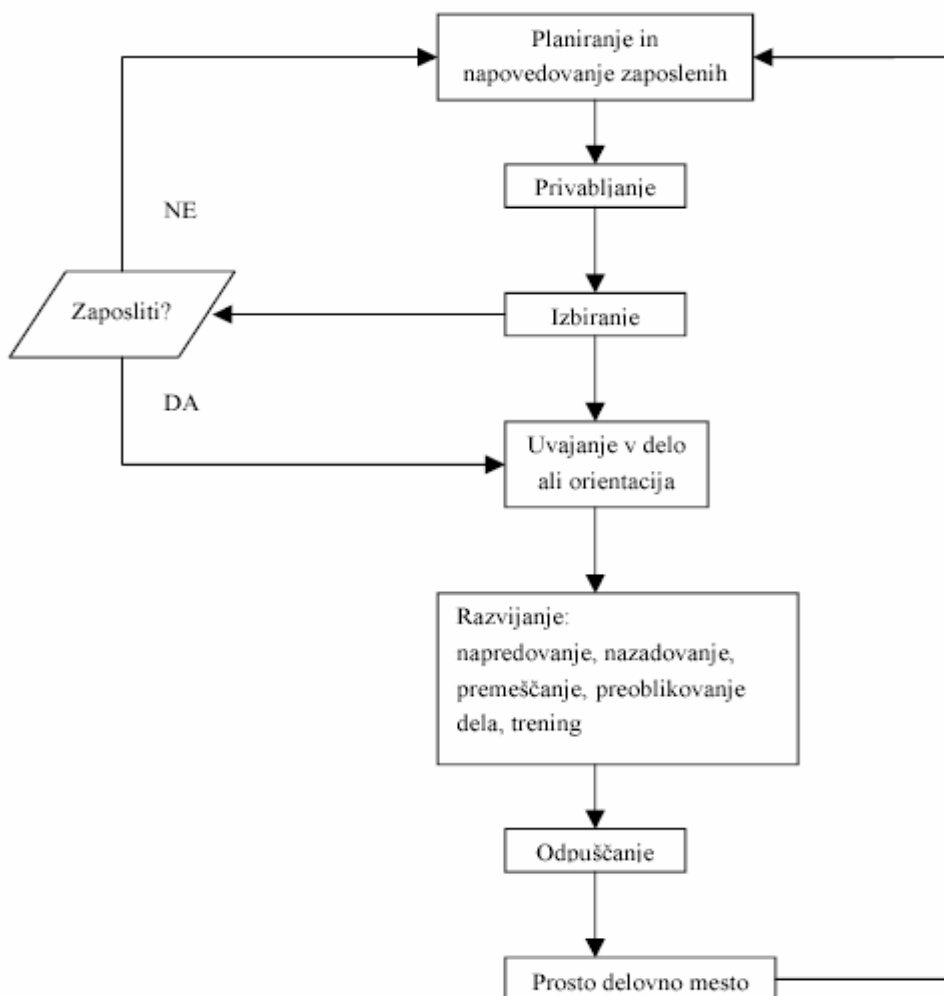 Planiranje in
napovedovanje zaposlenih
Privabljanje
NE
Zaposliti?
Izbiranje
DA
Uvajanje v delo
ali orientacija
Razvijanje:
napredovanje, nazadovanje,
premeščanje, preoblikovanje
dela, trening
Odpuščanje
Prosto delovno mesto